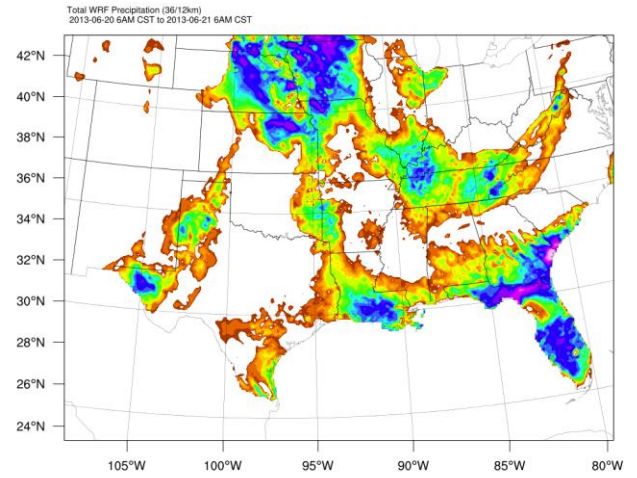 Total WRF Precipitation (36/12km)
2013-06-20 6AM CST to 2013-06-21 6AM CST
42°N
40°N
38°N
36°N
34°N
32°N
30°N
28°N
26°N
24°N
105°W 100°W 95°W 90°W 85°W 80°W